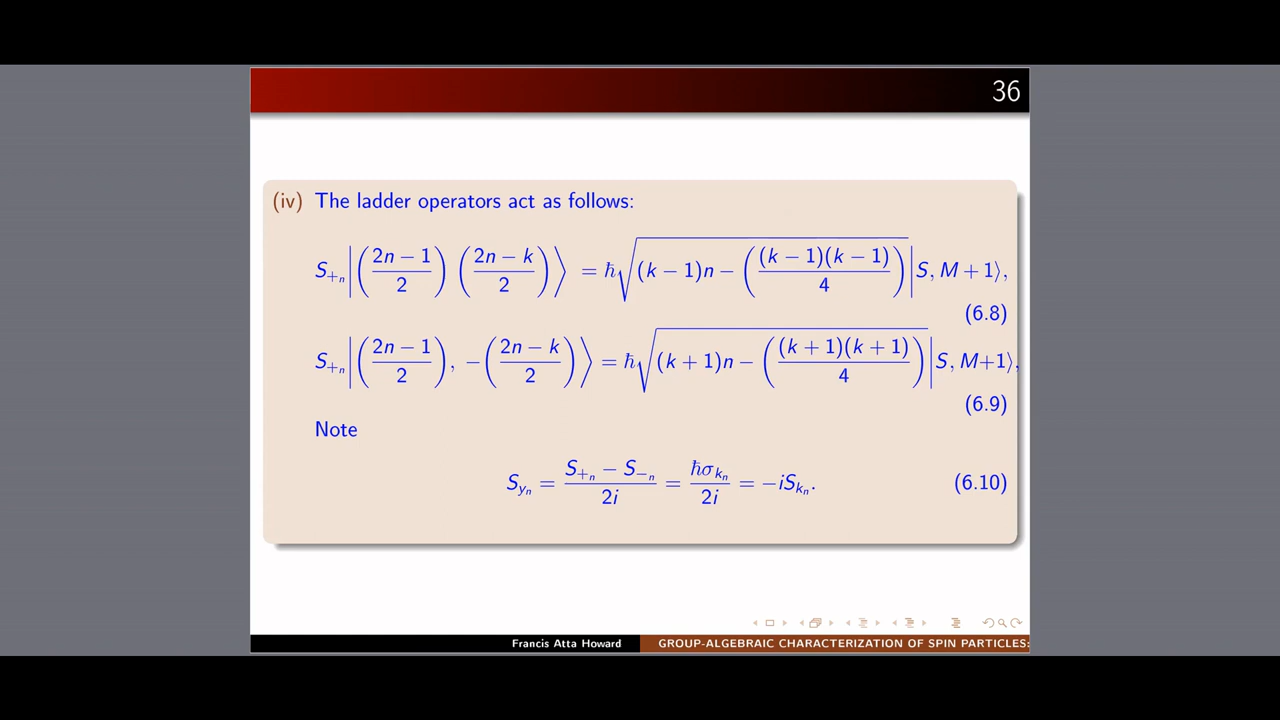 36
(iv) The ladder operators act as follows:
S_{+_n} |((2n − 1)/2) ((2n − k)/2)⟩ = ℏ√((k − 1)n − ((k − 1)(k − 1)/4)) |S, M + 1⟩,
(6.8)
S_{+_n} |((2n − 1)/2), −((2n − k)/2)⟩ = ℏ√((k + 1)n − ((k + 1)(k + 1)/4)) |S, M+1⟩,
(6.9)
Note
S_{y_n} = (S_{+_n} − S_{−_n})/2i = ℏσ_{k_n}/2i = −iS_{k_n}. (6.10)
Francis Atta Howard GROUP-ALGEBRAIC CHARACTERIZATION OF SPIN PARTICLES: